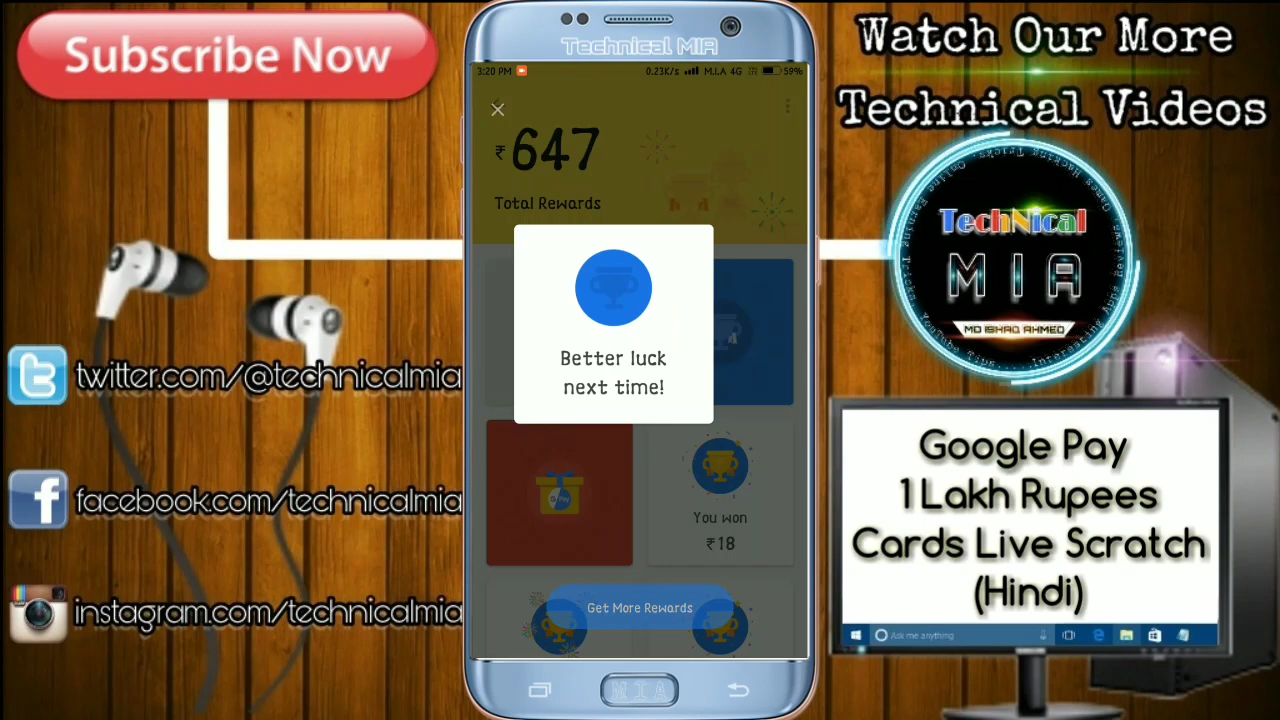 Subscribe Now
Technical MIA
Watch Our More
Technical Videos
3:20 PM
0.23K/s M.I.A 4G 59%
₹647
Total Rewards
Better luck
next time!
You won
₹18
Get More Rewards
twitter.com/@technicalmia
facebook.com/technicalmia
instagram.com/technicalmia
TechNical
MIA
MD ISHAQ AHMED
Google Pay
1 Lakh Rupees
Cards Live Scratch
(Hindi)
Ask me anything
MIA